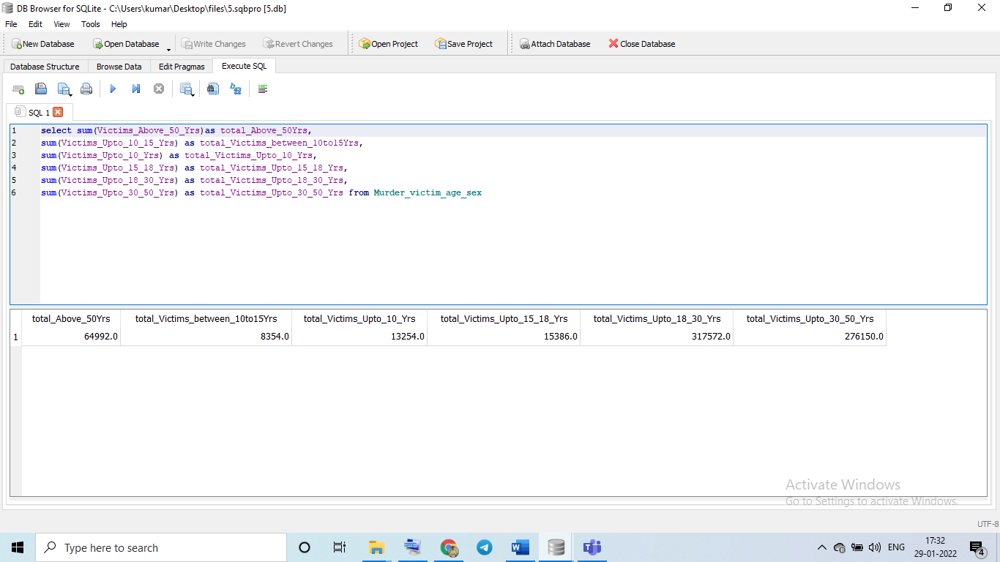 DB Browser for SQLite - C:\Users\kumar\Desktop\files\5.sqbpro [5.db]
File Edit View Tools Help
New Database Open Database Write Changes Revert Changes Open Project Save Project Attach Database Close Database
Database Structure Browse Data Edit Pragmas Execute SQL
SQL 1
1 select sum(Victims_Above_50_Yrs)as total_Above_50Yrs,
2 sum(Victims_Upto_10_15_Yrs) as total_Victims_between_10to15Yrs,
3 sum(Victims_Upto_10_Yrs) as total_Victims_Upto_10_Yrs,
4 sum(Victims_Upto_15_18_Yrs) as total_Victims_Upto_15_18_Yrs,
5 sum(Victims_Upto_18_30_Yrs) as total_Victims_Upto_18_30_Yrs,
6 sum(Victims_Upto_30_50_Yrs) as total_Victims_Upto_30_50_Yrs from Murder_victim_age_sex
total_Above_50Yrs total_Victims_between_10to15Yrs total_Victims_Upto_10_Yrs total_Victims_Upto_15_18_Yrs total_Victims_Upto_18_30_Yrs total_Victims_Upto_30_50_Yrs
1 64992.0 8354.0 13254.0 15386.0 317572.0 276150.0
Activate Windows
Go to Settings to activate Windows.
UTF-8
Type here to search
ENG
17:32
29-01-2022
4